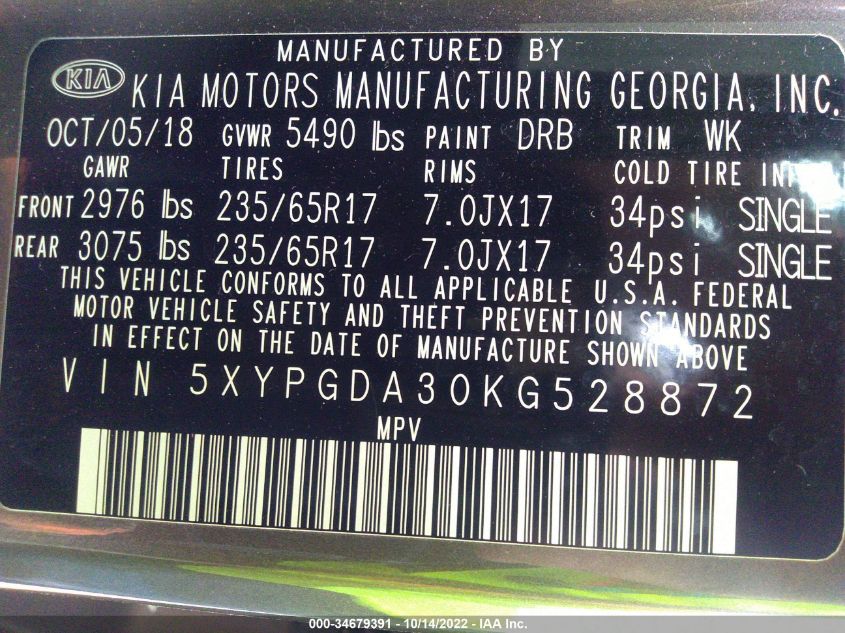 MANUFACTURED BY
KIA KIA MOTORS MANUFACTURING GEORGIA, INC.
OCT/05/18 GVWR 5490 lbs PAINT DRB TRIM WK
GAWR TIRES RIMS COLD TIRE
FRONT 2976 lbs 235/65R17 7.0JX17 34psi SINGLE
REAR 3075 lbs 235/65R17 7.0JX17 34psi SINGLE
THIS VEHICLE CONFORMS TO ALL APPLICABLE U.S.A. FEDERAL
MOTOR VEHICLE SAFETY AND THEFT PREVENTION STANDARDS
IN EFFECT ON THE DATE OF MANUFACTURE SHOWN ABOVE
VIN 5XYPGDA30KG528872
MPV
000-34679391 - 10/14/2022 - IAA Inc.